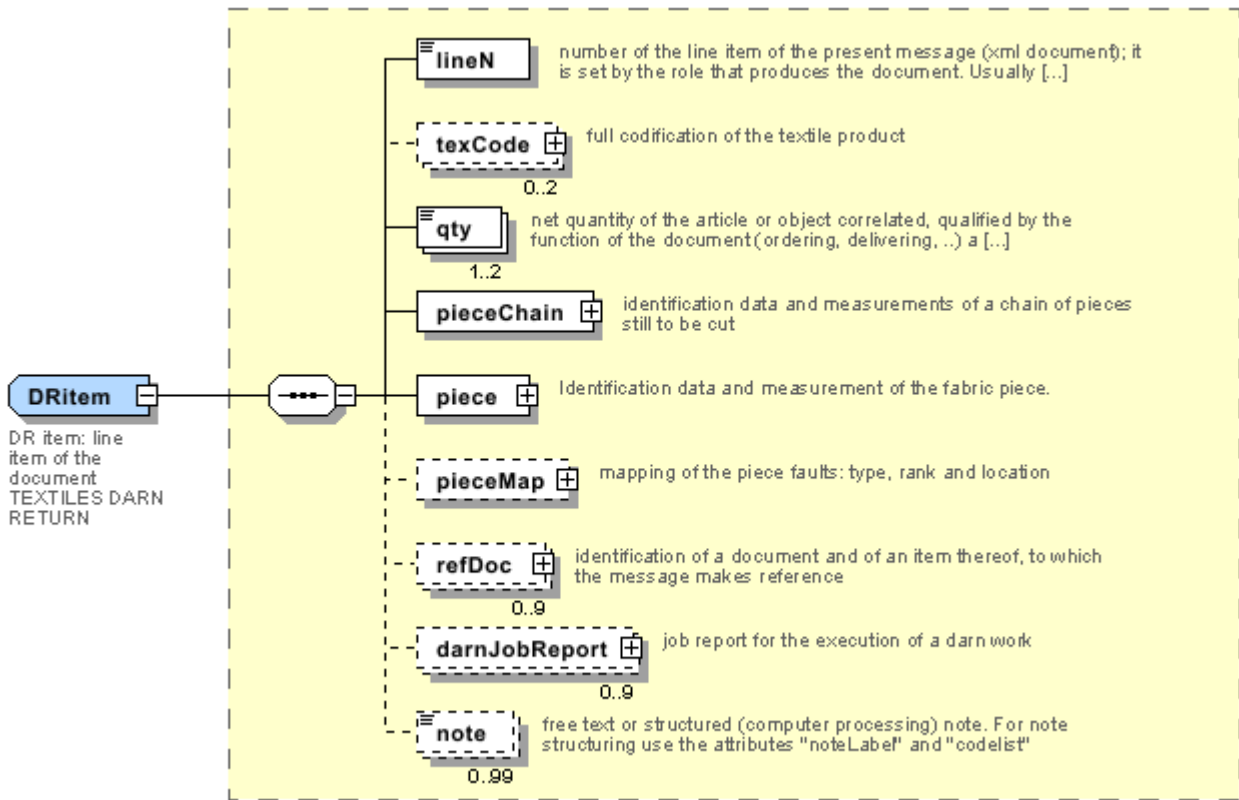 lineN
number of the line item of the present message (xml document); it
is set by the role that produces the document. Usually [...]
texCode
full codification of the textile product
0..2
qty
net quantity of the article or object correlated, qualified by the
function of the document (ordering, delivering, ..) a [...]
1..2
pieceChain
identification data and measurements of a chain of pieces
still to be cut
DRitem
DR item: line
item of the
document
TEXTILES DARN
RETURN
piece
Identification data and measurement of the fabric piece.
pieceMap
mapping of the piece faults: type, rank and location
refDoc
identification of a document and of an item thereof, to which
the message makes reference
0..9
darnJobReport
job report for the execution of a darn work
0..9
note
free text or structured (computer processing) note. For note
structuring use the attributes "noteLabel" and "codelist"
0..99